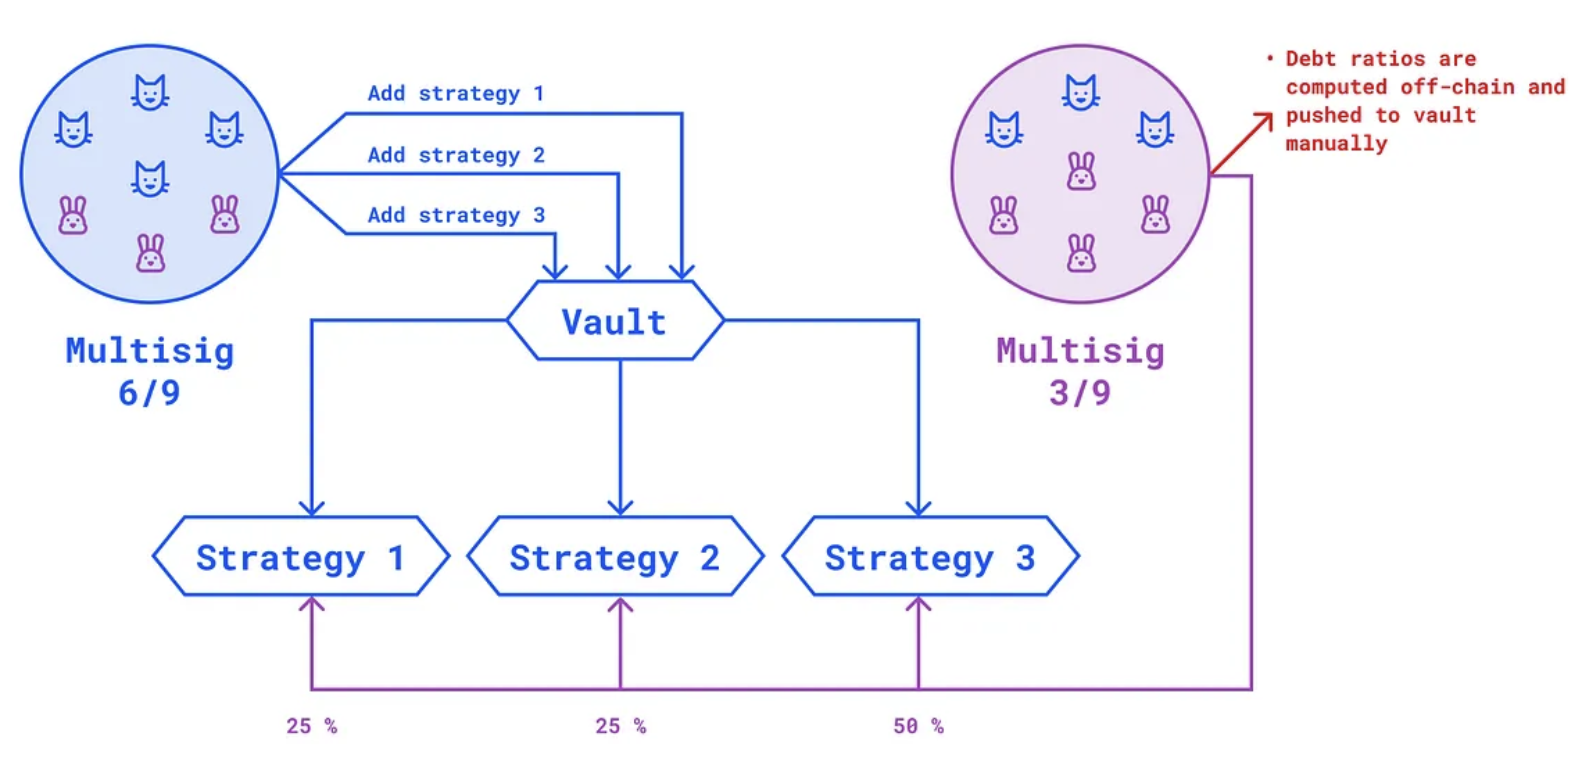 Add strategy 1
Add strategy 2
Add strategy 3
• Debt ratios are
computed off-chain and
pushed to vault
manually
Vault
Multisig
6/9
Multisig
3/9
Strategy 1
Strategy 2
Strategy 3
25 %
25 %
50 %